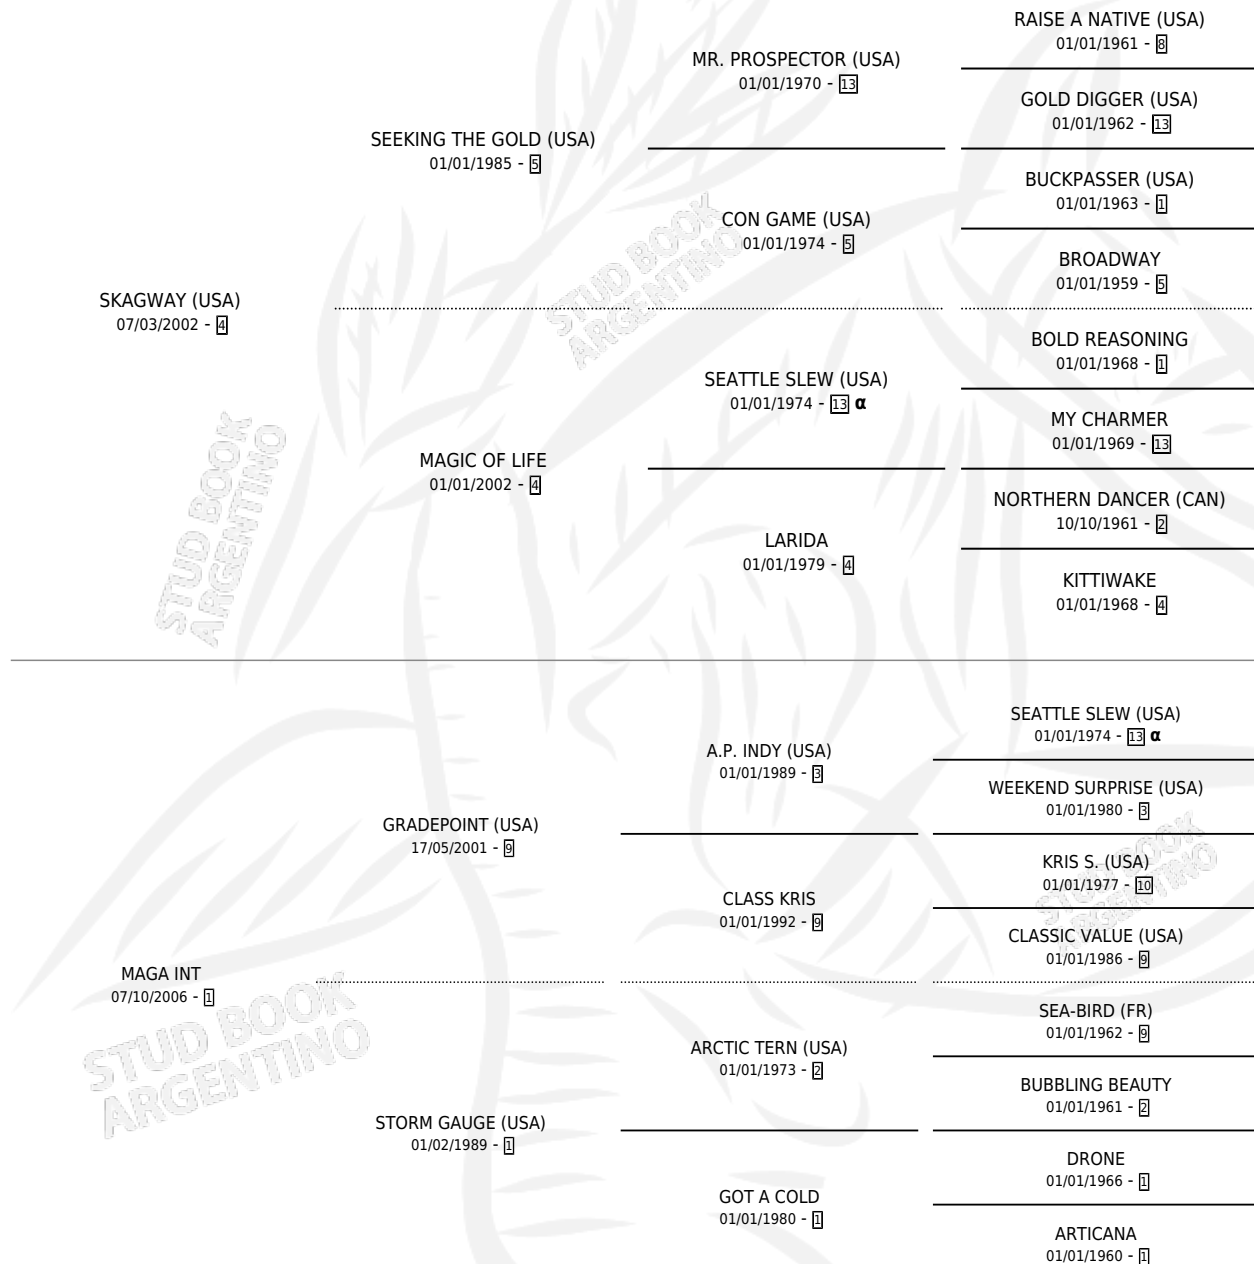 RAISE A NATIVE (USA)
01/01/1961 - 8
MR. PROSPECTOR (USA)
01/01/1970 - 13
GOLD DIGGER (USA)
01/01/1962 - 13
SEEKING THE GOLD (USA)
01/01/1985 - 5
BUCKPASSER (USA)
01/01/1963 - 1
CON GAME (USA)
01/01/1974 - 5
BROADWAY
01/01/1959 - 5
SKAGWAY (USA)
07/03/2002 - 4
BOLD REASONING
01/01/1968 - 1
SEATTLE SLEW (USA)
01/01/1974 - 13 α
MY CHARMER
01/01/1969 - 13
MAGIC OF LIFE
01/01/2002 - 4
NORTHERN DANCER (CAN)
10/10/1961 - 2
LARIDA
01/01/1979 - 4
KITTIWAKE
01/01/1968 - 4
SEATTLE SLEW (USA)
01/01/1974 - 13 α
A.P. INDY (USA)
01/01/1989 - 3
WEEKEND SURPRISE (USA)
01/01/1980 - 3
GRADEPOINT (USA)
17/05/2001 - 9
KRIS S. (USA)
01/01/1977 - 10
CLASS KRIS
01/01/1992 - 9
CLASSIC VALUE (USA)
01/01/1986 - 9
MAGA INT
07/10/2006 - 1
SEA-BIRD (FR)
01/01/1962 - 9
ARCTIC TERN (USA)
01/01/1973 - 2
BUBBLING BEAUTY
01/01/1961 - 2
STORM GAUGE (USA)
01/02/1989 - 1
DRONE
01/01/1966 - 1
GOT A COLD
01/01/1980 - 1
ARTICANA
01/01/1960 - 1
STUD BOOK
ARGENTINO
STUD BOOK
ARGENTINO
STUD BOOK
ARGENTINO
STUD BOOK
ARGENTINO